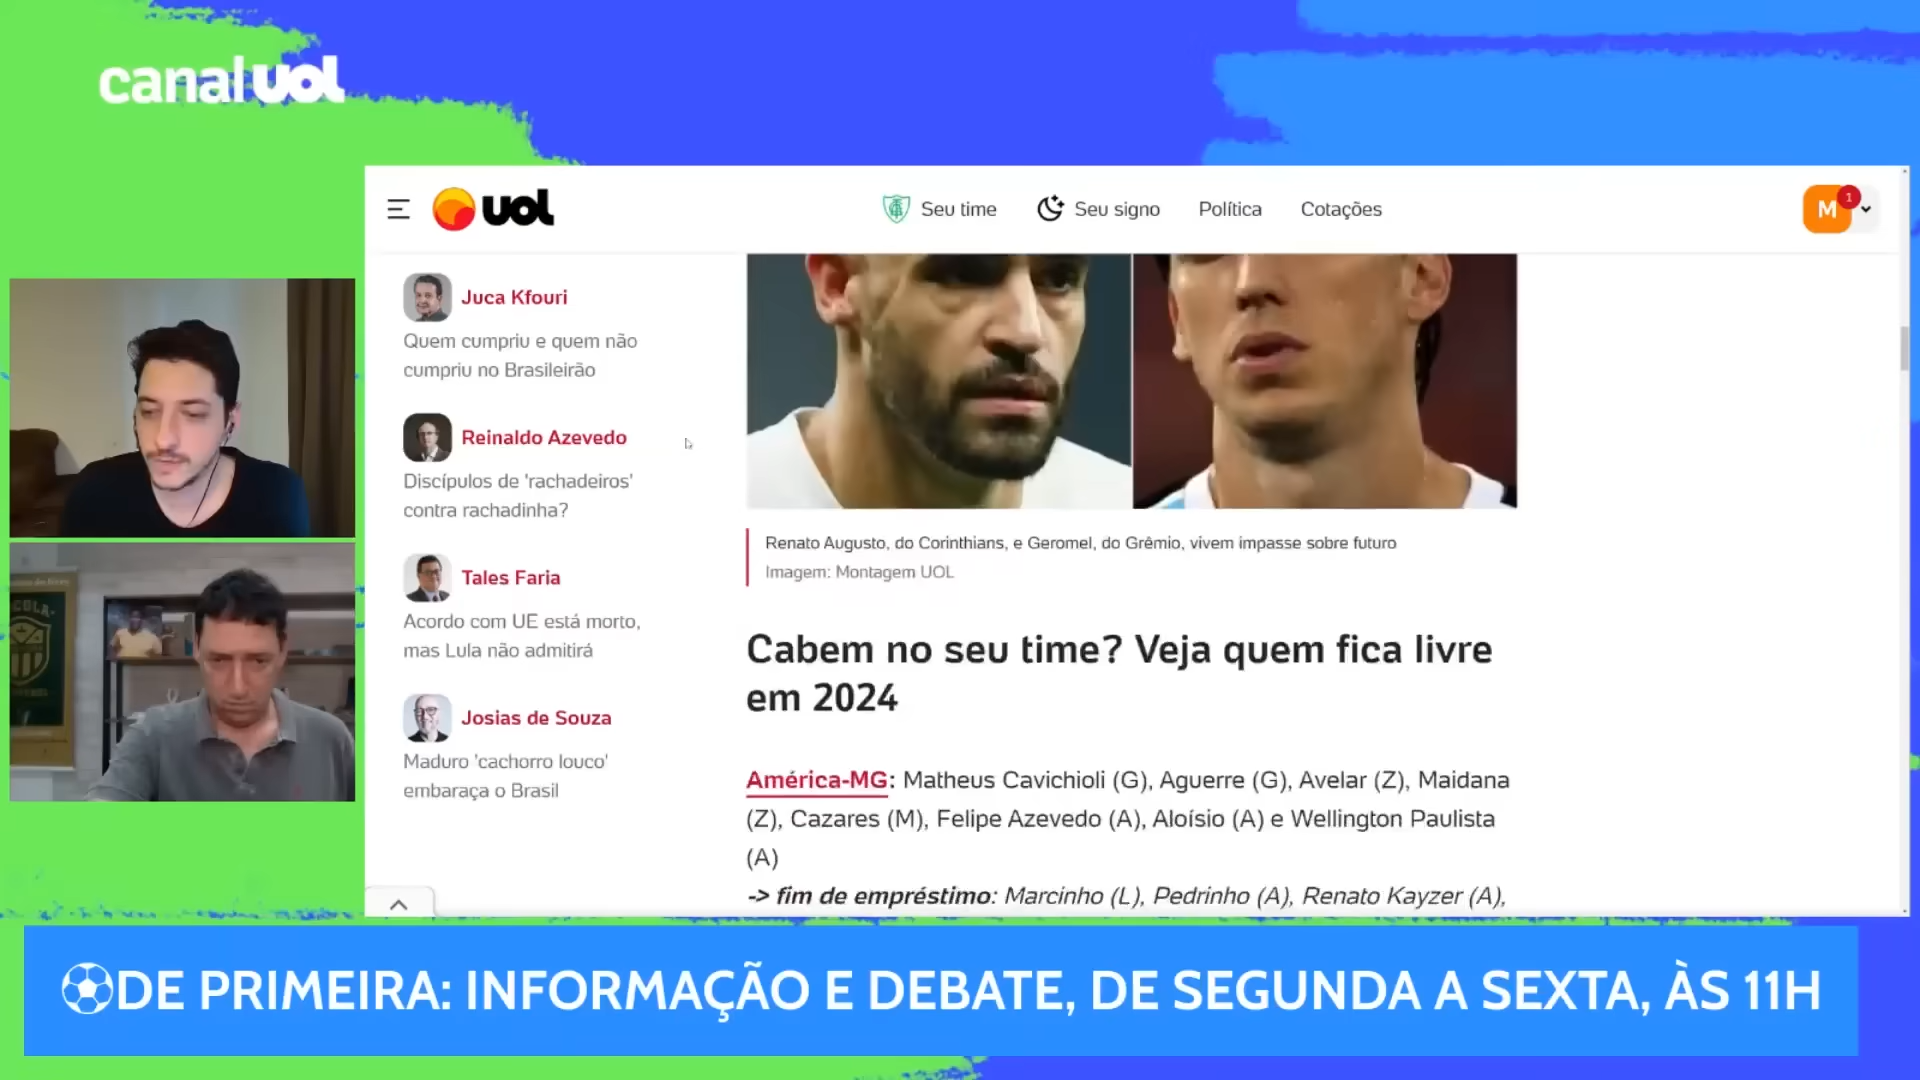 canal uol
uol
Seu time
Seu signo
Política
Cotações
M
1
Juca Kfouri
Quem cumpriu e quem não
cumpriu no Brasileirão
Reinaldo Azevedo
Discípulos de 'rachadeiros'
contra rachadinha?
Tales Faria
Acordo com UE está morto,
mas Lula não admitirá
Josias de Souza
Maduro 'cachorro louco'
embaraça o Brasil
Renato Augusto, do Corinthians, e Geromel, do Grêmio, vivem impasse sobre futuro
Imagem: Montagem UOL
Cabem no seu time? Veja quem fica livre
em 2024
América-MG: Matheus Cavichioli (G), Aguerre (G), Avelar (Z), Maidana
(Z), Cazares (M), Felipe Azevedo (A), Aloísio (A) e Wellington Paulista
(A)
-> fim de empréstimo: Marcinho (L), Pedrinho (A), Renato Kayzer (A),
DE PRIMEIRA: INFORMAÇÃO E DEBATE, DE SEGUNDA A SEXTA, ÀS 11H